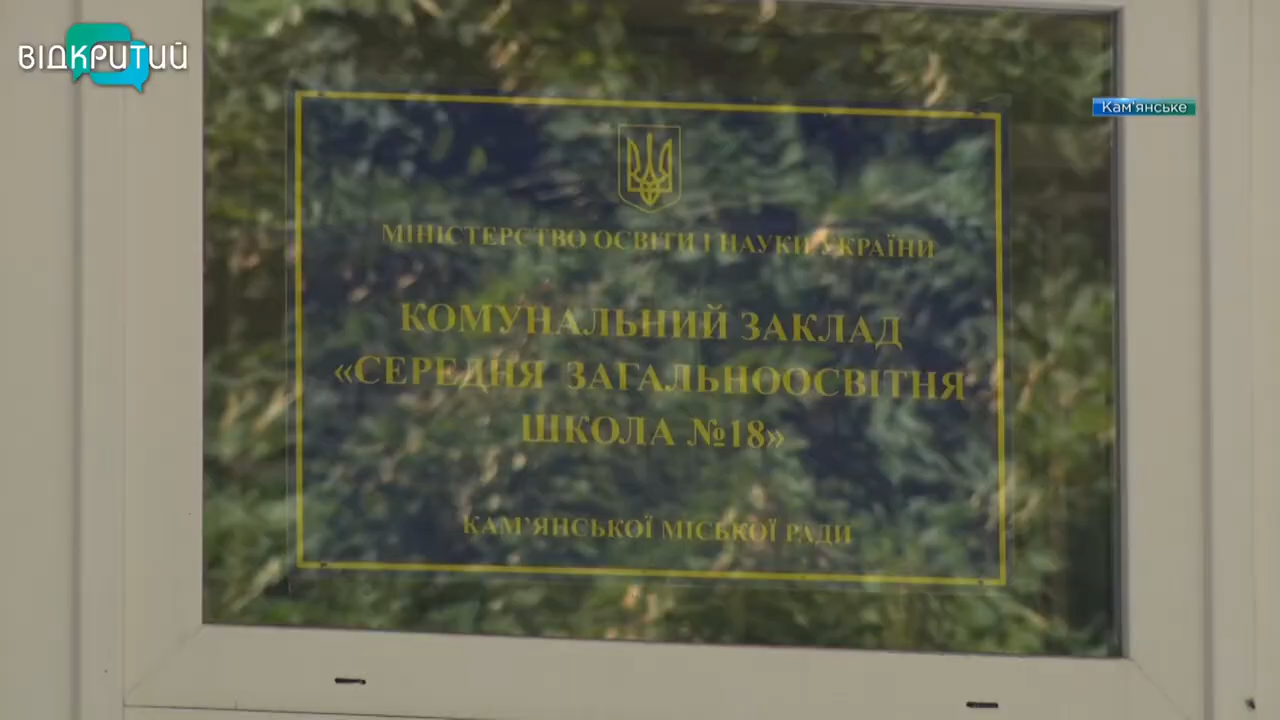 ВІДКРИТИЙ
Кам'янське
МІНІСТЕРСТВО ОСВІТИ І НАУКИ УКРАЇНИ
КОМУНАЛЬНИЙ ЗАКЛАД
«СЕРЕДНЯ ЗАГАЛЬНООСВІТНЯ
ШКОЛА №18»
КАМ'ЯНСЬКОЇ МІСЬКОЇ РАДИ